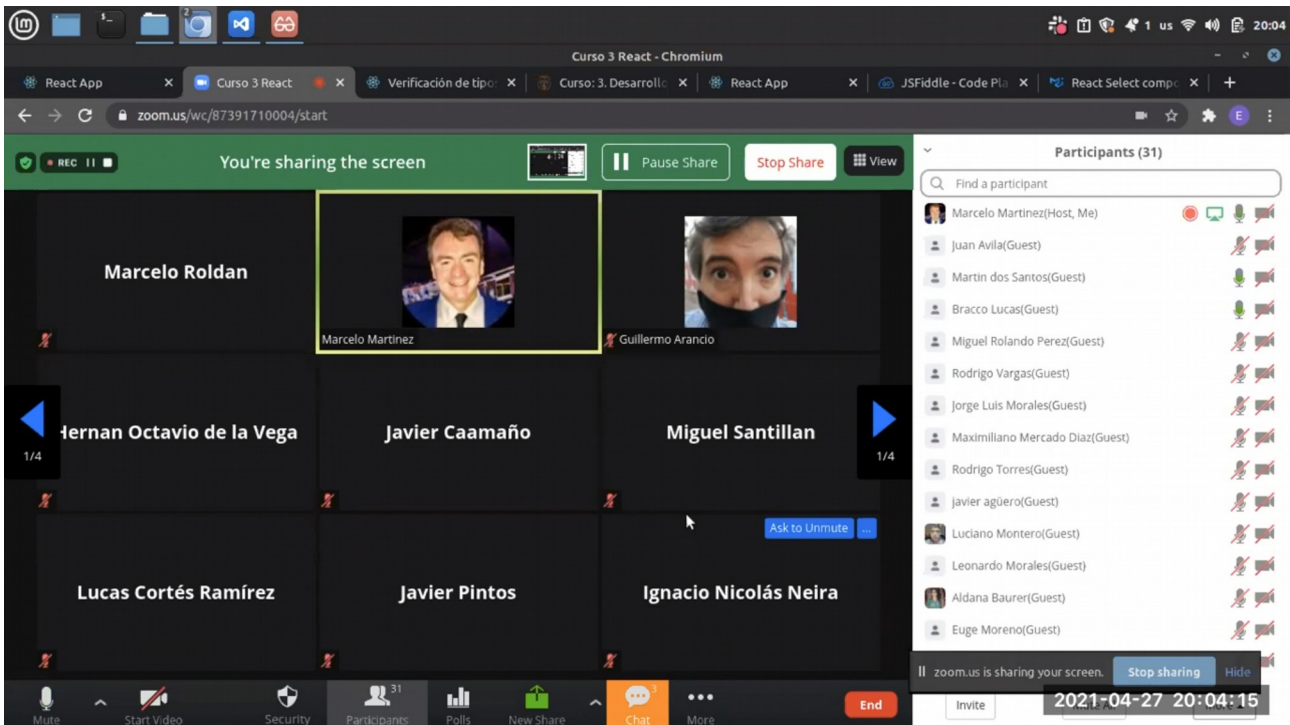 2
1 us 20:04
Curso 3 React - Chromium
React App Curso 3 React Verificación de tipo: Curso: 3. Desarrollo React App JSFiddle - Code Pla React Select compo
zoom.us/wc/87391710004/start E
REC You're sharing the screen Pause Share Stop Share View
Participants (31)
Find a participant
Marcelo Martinez(Host, Me)
Juan Avila(Guest)
Martin dos Santos(Guest)
Bracco Lucas(Guest)
Miguel Rolando Perez(Guest)
Rodrigo Vargas(Guest)
Jorge Luis Morales(Guest)
Maximiliano Mercado Diaz(Guest)
Rodrigo Torres(Guest)
javier agüero(Guest)
Luciano Montero(Guest)
Leonardo Morales(Guest)
Aldana Baurer(Guest)
Euge Moreno(Guest)
Marcelo Roldan
Marcelo Martinez
Guillermo Arancio
Hernan Octavio de la Vega
Javier Caamaño
Miguel Santillan
1/4
1/4
Ask to Unmute ...
Lucas Cortés Ramírez
Javier Pintos
Ignacio Nicolás Neira
zoom.us is sharing your screen. Stop sharing Hide
31 3
Mute Start Video Security Participants Polls New Share Chat More End
Invite
2021-04-27 20:04:15